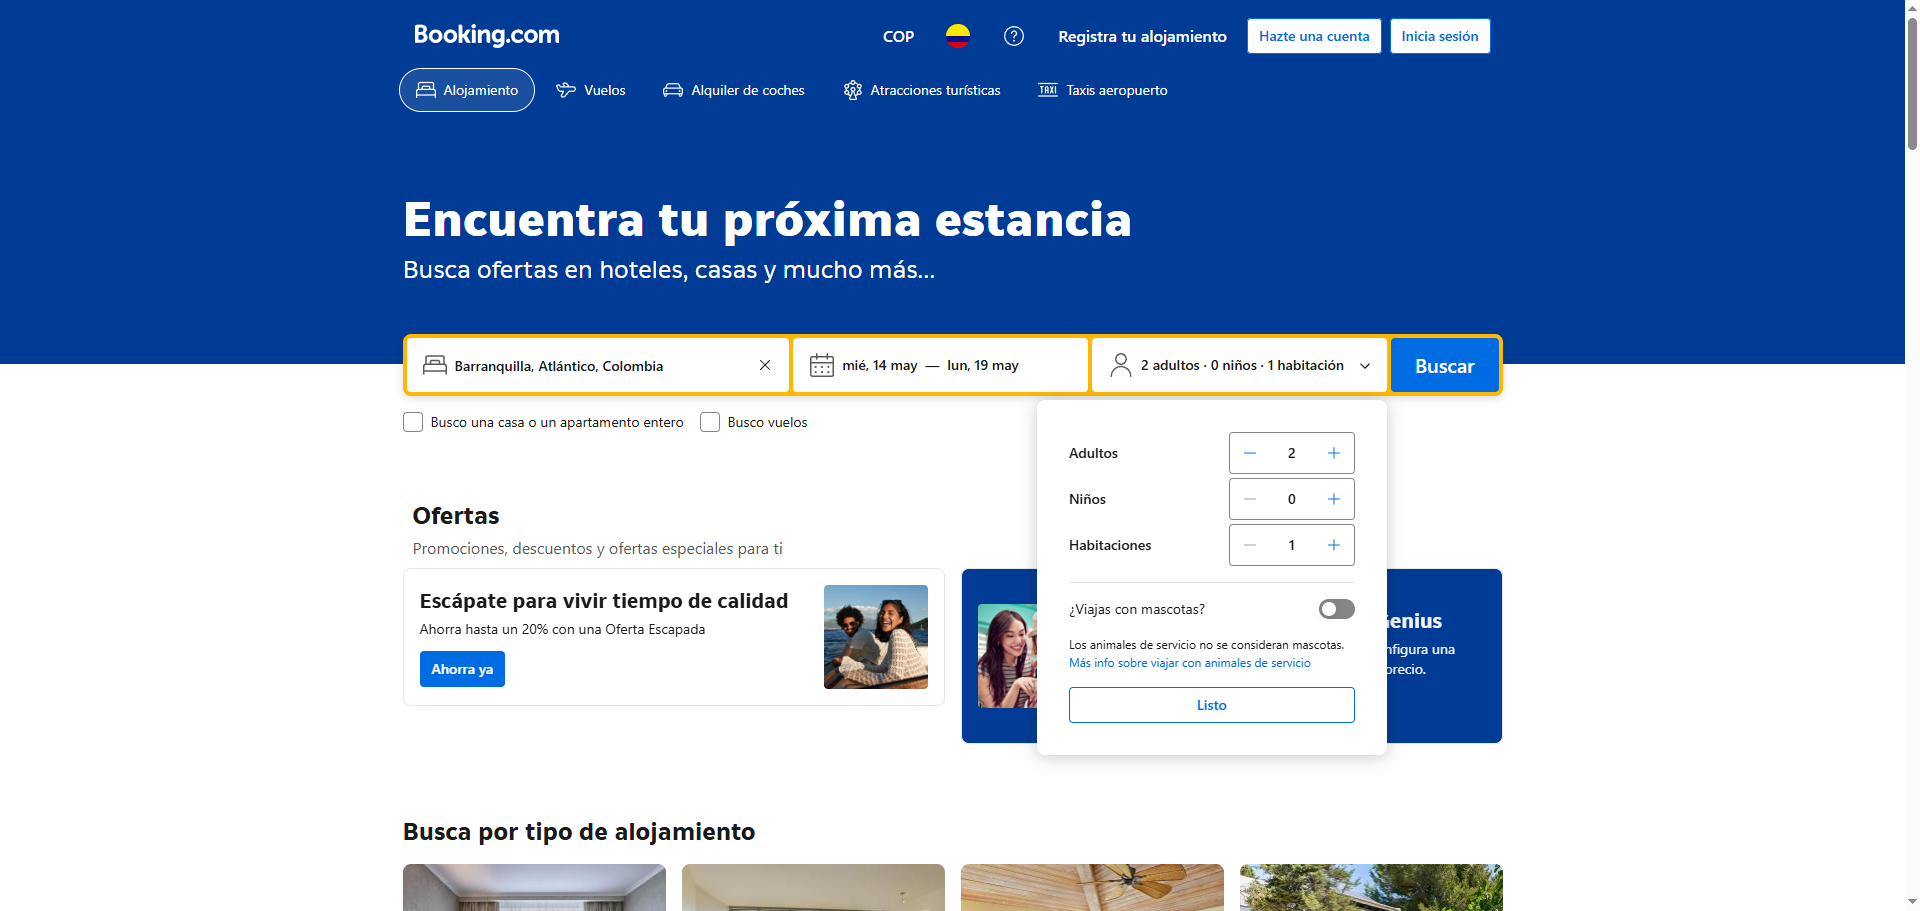 Booking.com
COP
Registra tu alojamiento
Hazte una cuenta
Inicia sesión
Alojamiento
Vuelos
Alquiler de coches
TAXI
Atracciones turísticas
Taxis aeropuerto
Encuentra tu próxima estancia
Busca ofertas en hoteles, casas y mucho más...
Barranquilla, Atlántico, Colombia
mié, 14 may — lun, 19 may
2 adultos · 0 niños · 1 habitación
Buscar
Busco una casa o un apartamento entero
Busco vuelos
Adultos
2
Niños
0
Habitaciones
1
¿Viajas con mascotas?
Los animales de servicio no se consideran mascotas.
Más info sobre viajar con animales de servicio
Listo
Ofertas
Promociones, descuentos y ofertas especiales para ti
Escápate para vivir tiempo de calidad
Ahorra hasta un 20% con una Oferta Escapada
Ahorra ya
enius
nfigura una
precio.
Busca por tipo de alojamiento